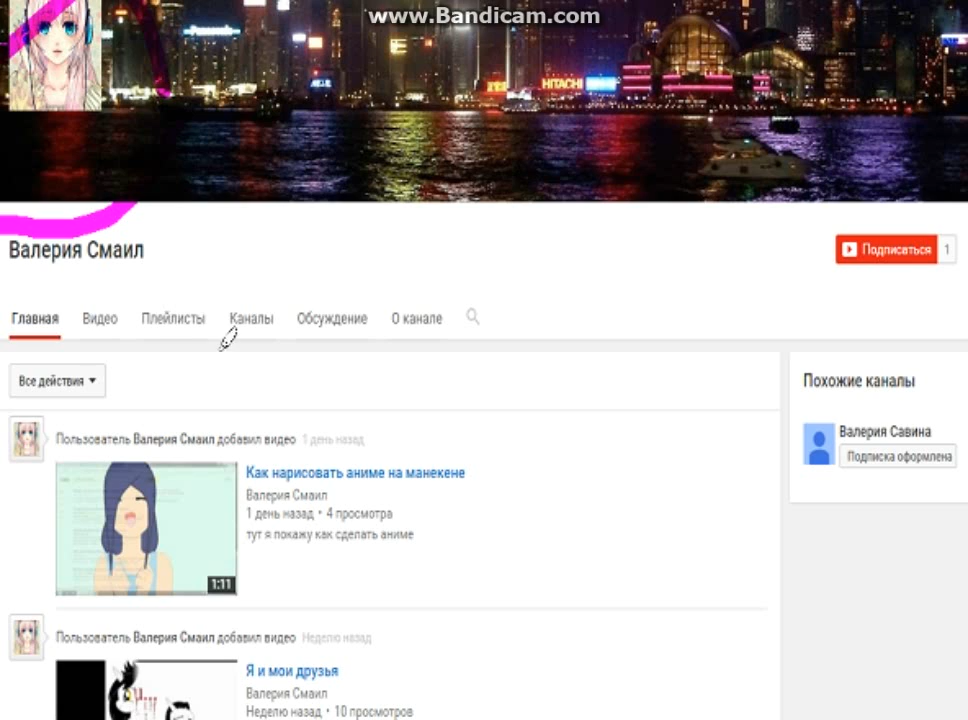 www.Bandicam.com
Panasonic
HITACHI
Валерия Смаил
Подписаться 1
Главная Видео Плейлисты Каналы Обсуждение О канале
Все действия
Похожие каналы
Валерия Савина
Подписка оформлена
Пользователь Валерия Смаил добавил видео 1 день назад
Как нарисовать аниме на манекене
Валерия Смаил
1 день назад • 4 просмотра
тут я покажу как сделать аниме
1:11
Пользователь Валерия Смаил добавил видео Неделю назад
Я и мои друзья
Валерия Смаил
Неделю назад • 10 просмотров